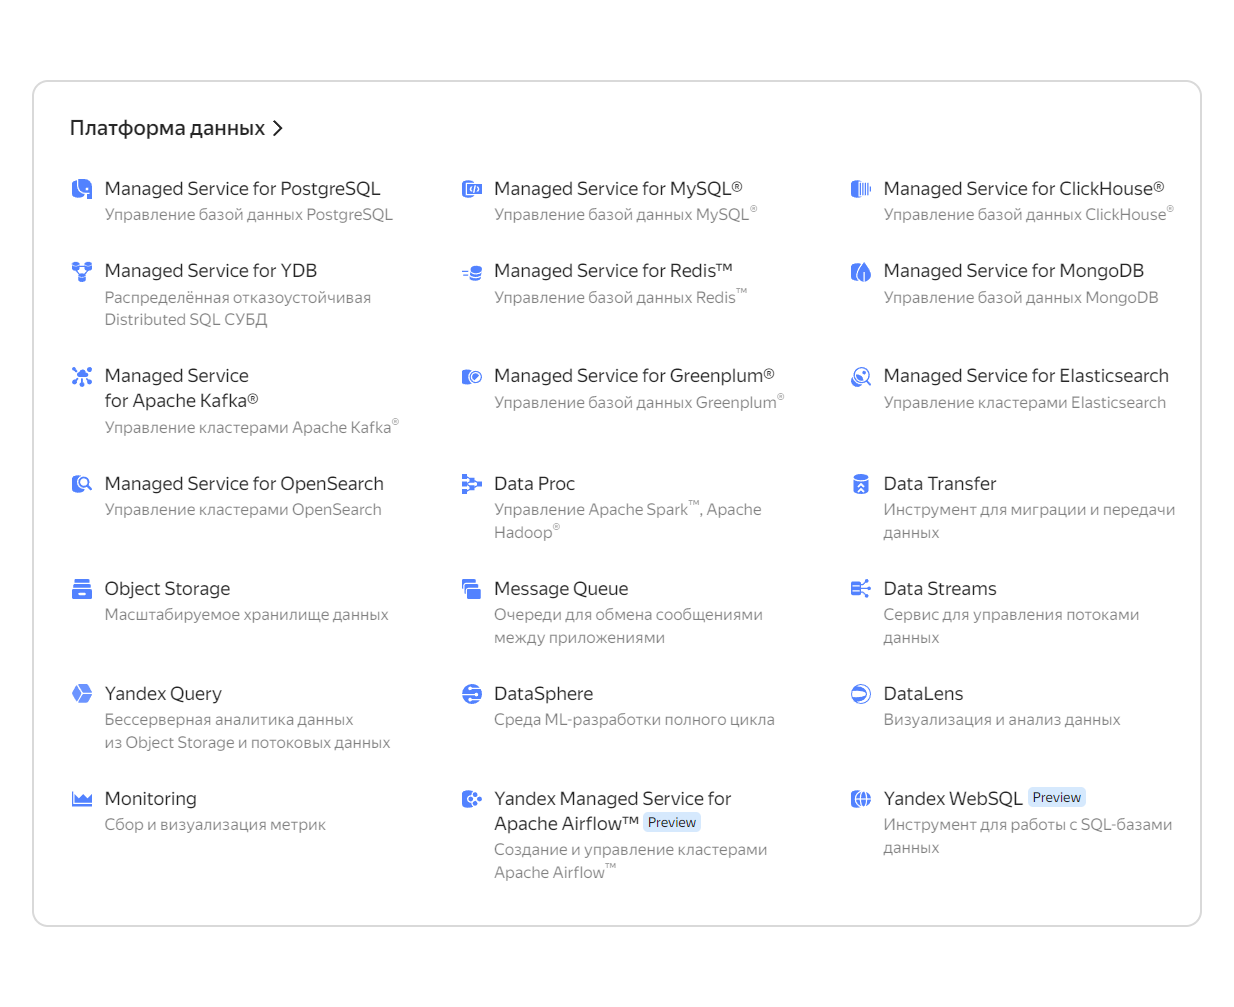 Платформа данных
Managed Service for PostgreSQL
Управление базой данных PostgreSQL
Managed Service for MySQL®
Управление базой данных MySQL®
Managed Service for ClickHouse®
Управление базой данных ClickHouse®
Managed Service for YDB
Распределённая отказоустойчивая
Distributed SQL СУБД
Managed Service for Redis™
Управление базой данных Redis™
Managed Service for MongoDB
Управление базой данных MongoDB
Managed Service
for Apache Kafka®
Управление кластерами Apache Kafka®
Managed Service for Greenplum®
Управление базой данных Greenplum®
Managed Service for Elasticsearch
Управление кластерами Elasticsearch
Managed Service for OpenSearch
Управление кластерами OpenSearch
Data Proc
Управление Apache Spark™, Apache
Hadoop®
Data Transfer
Инструмент для миграции и передачи
данных
Object Storage
Масштабируемое хранилище данных
Message Queue
Очереди для обмена сообщениями
между приложениями
Data Streams
Сервис для управления потоками
данных
Yandex Query
Бессерверная аналитика данных
из Object Storage и потоковых данных
DataSphere
Среда ML-разработки полного цикла
DataLens
Визуализация и анализ данных
Monitoring
Сбор и визуализация метрик
Yandex Managed Service for
Apache Airflow™ Preview
Создание и управление кластерами
Apache Airflow™
Yandex WebSQL Preview
Инструмент для работы с SQL-базами
данных